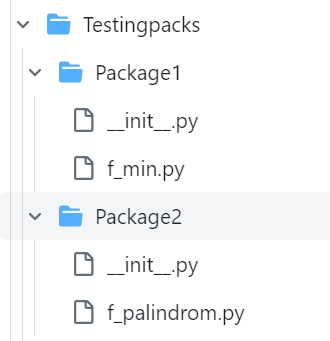 Testingpacks
Package1
__init__.py
f_min.py
Package2
__init__.py
f_palindrom.py